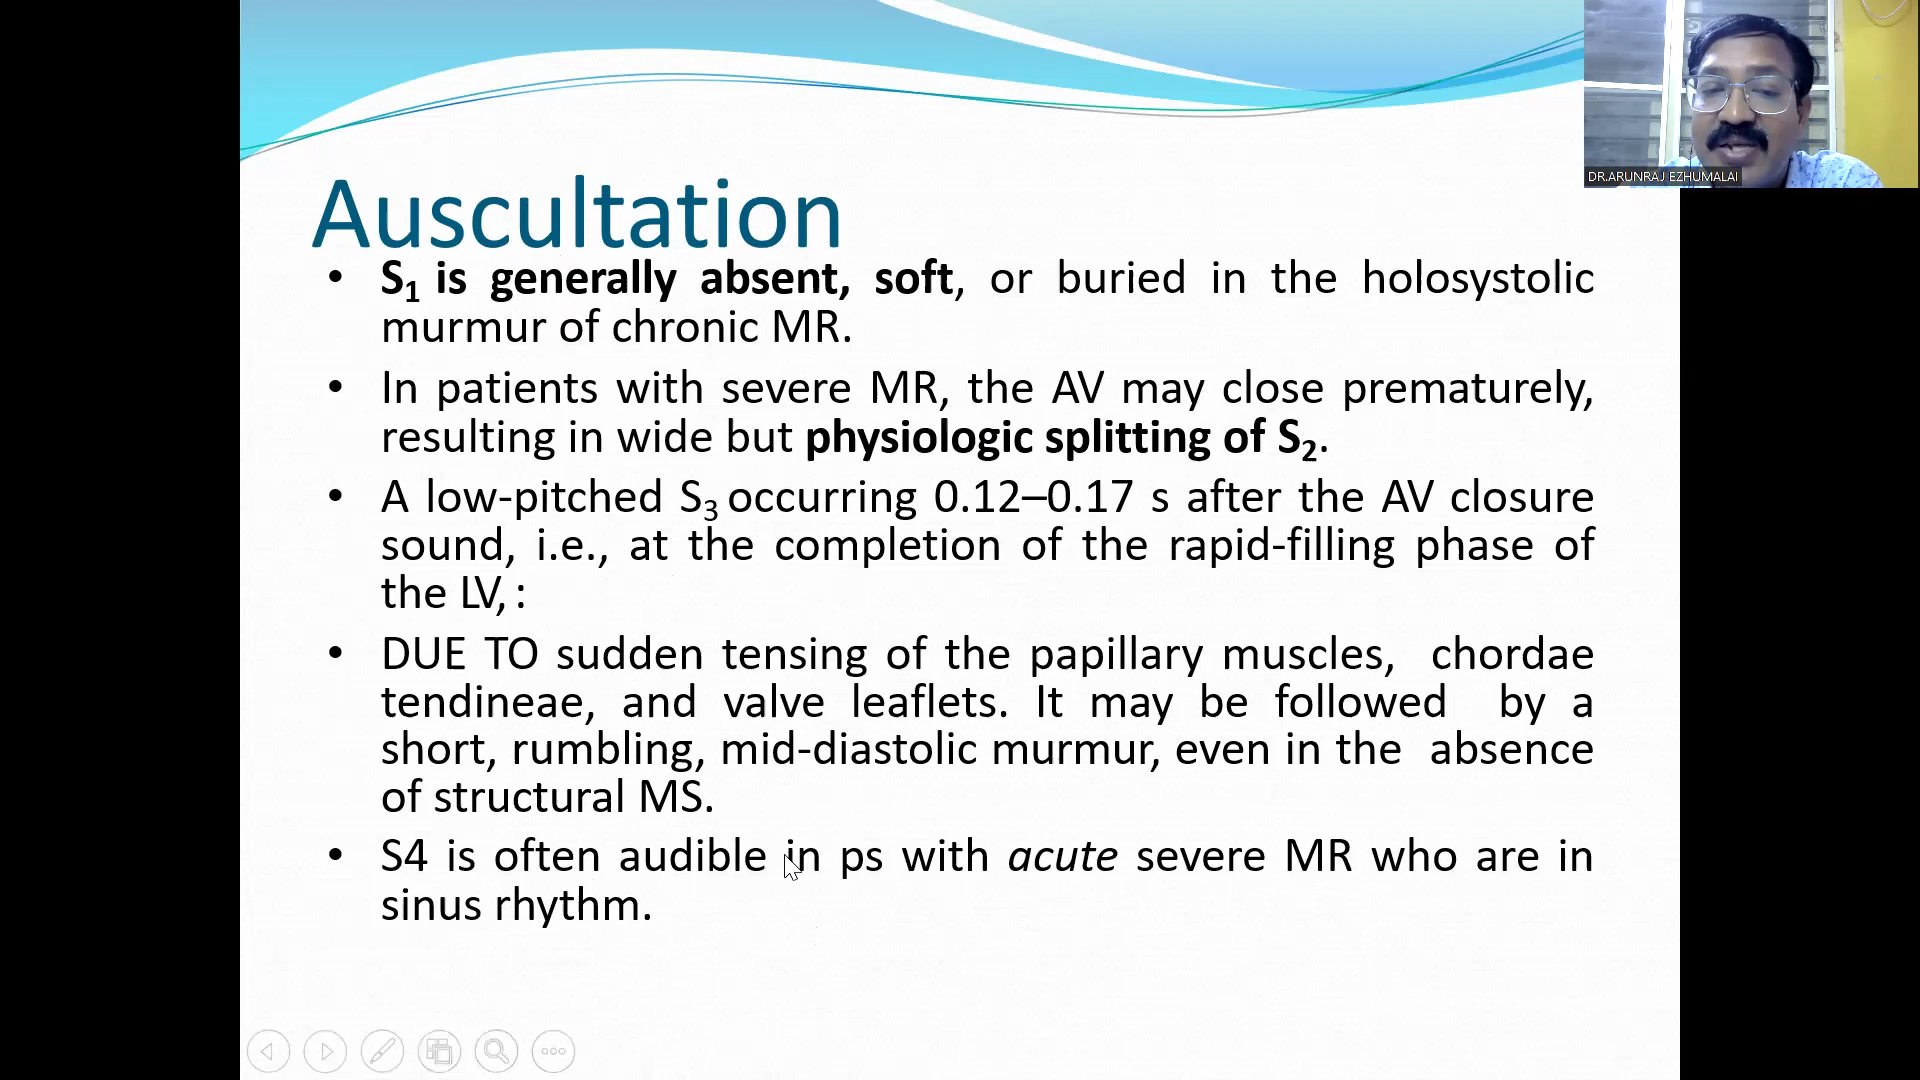 DR.ARUNRAJ EZHUMALAI
Auscultation
• S₁ is generally absent, soft, or buried in the holosystolic
murmur of chronic MR.
• In patients with severe MR, the AV may close prematurely,
resulting in wide but physiologic splitting of S₂.
• A low-pitched S₃ occurring 0.12–0.17 s after the AV closure
sound, i.e., at the completion of the rapid-filling phase of
the LV, :
• DUE TO sudden tensing of the papillary muscles, chordae
tendineae, and valve leaflets. It may be followed by a
short, rumbling, mid-diastolic murmur, even in the absence
of structural MS.
• S4 is often audible in ps with acute severe MR who are in
sinus rhythm.